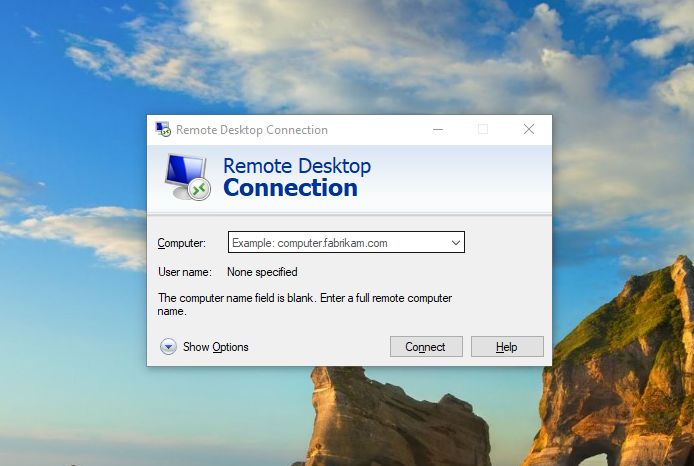 Remote Desktop Connection
Remote Desktop
Connection
Computer:
Example: computer.fabrikam.com
User name:
None specified
The computer name field is blank. Enter a full remote computer
name.
Show Options
Connect
Help